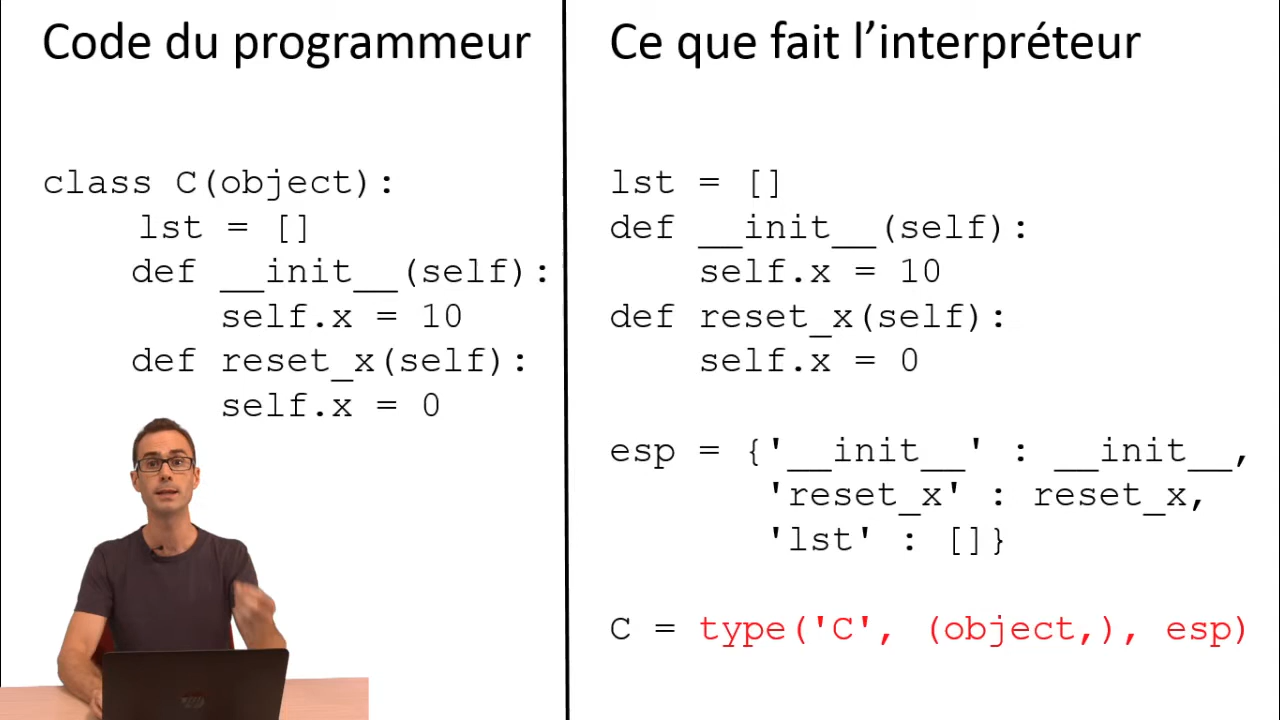 Code du programmeur
class C(object):
lst = []
def __init__(self):
self.x = 10
def reset_x(self):
self.x = 0
Ce que fait l’interpréteur
lst = []
def __init__(self):
self.x = 10
def reset_x(self):
self.x = 0
esp = {'__init__' : __init__,
'reset_x' : reset_x,
'lst' : []}
C = type('C', (object,), esp)